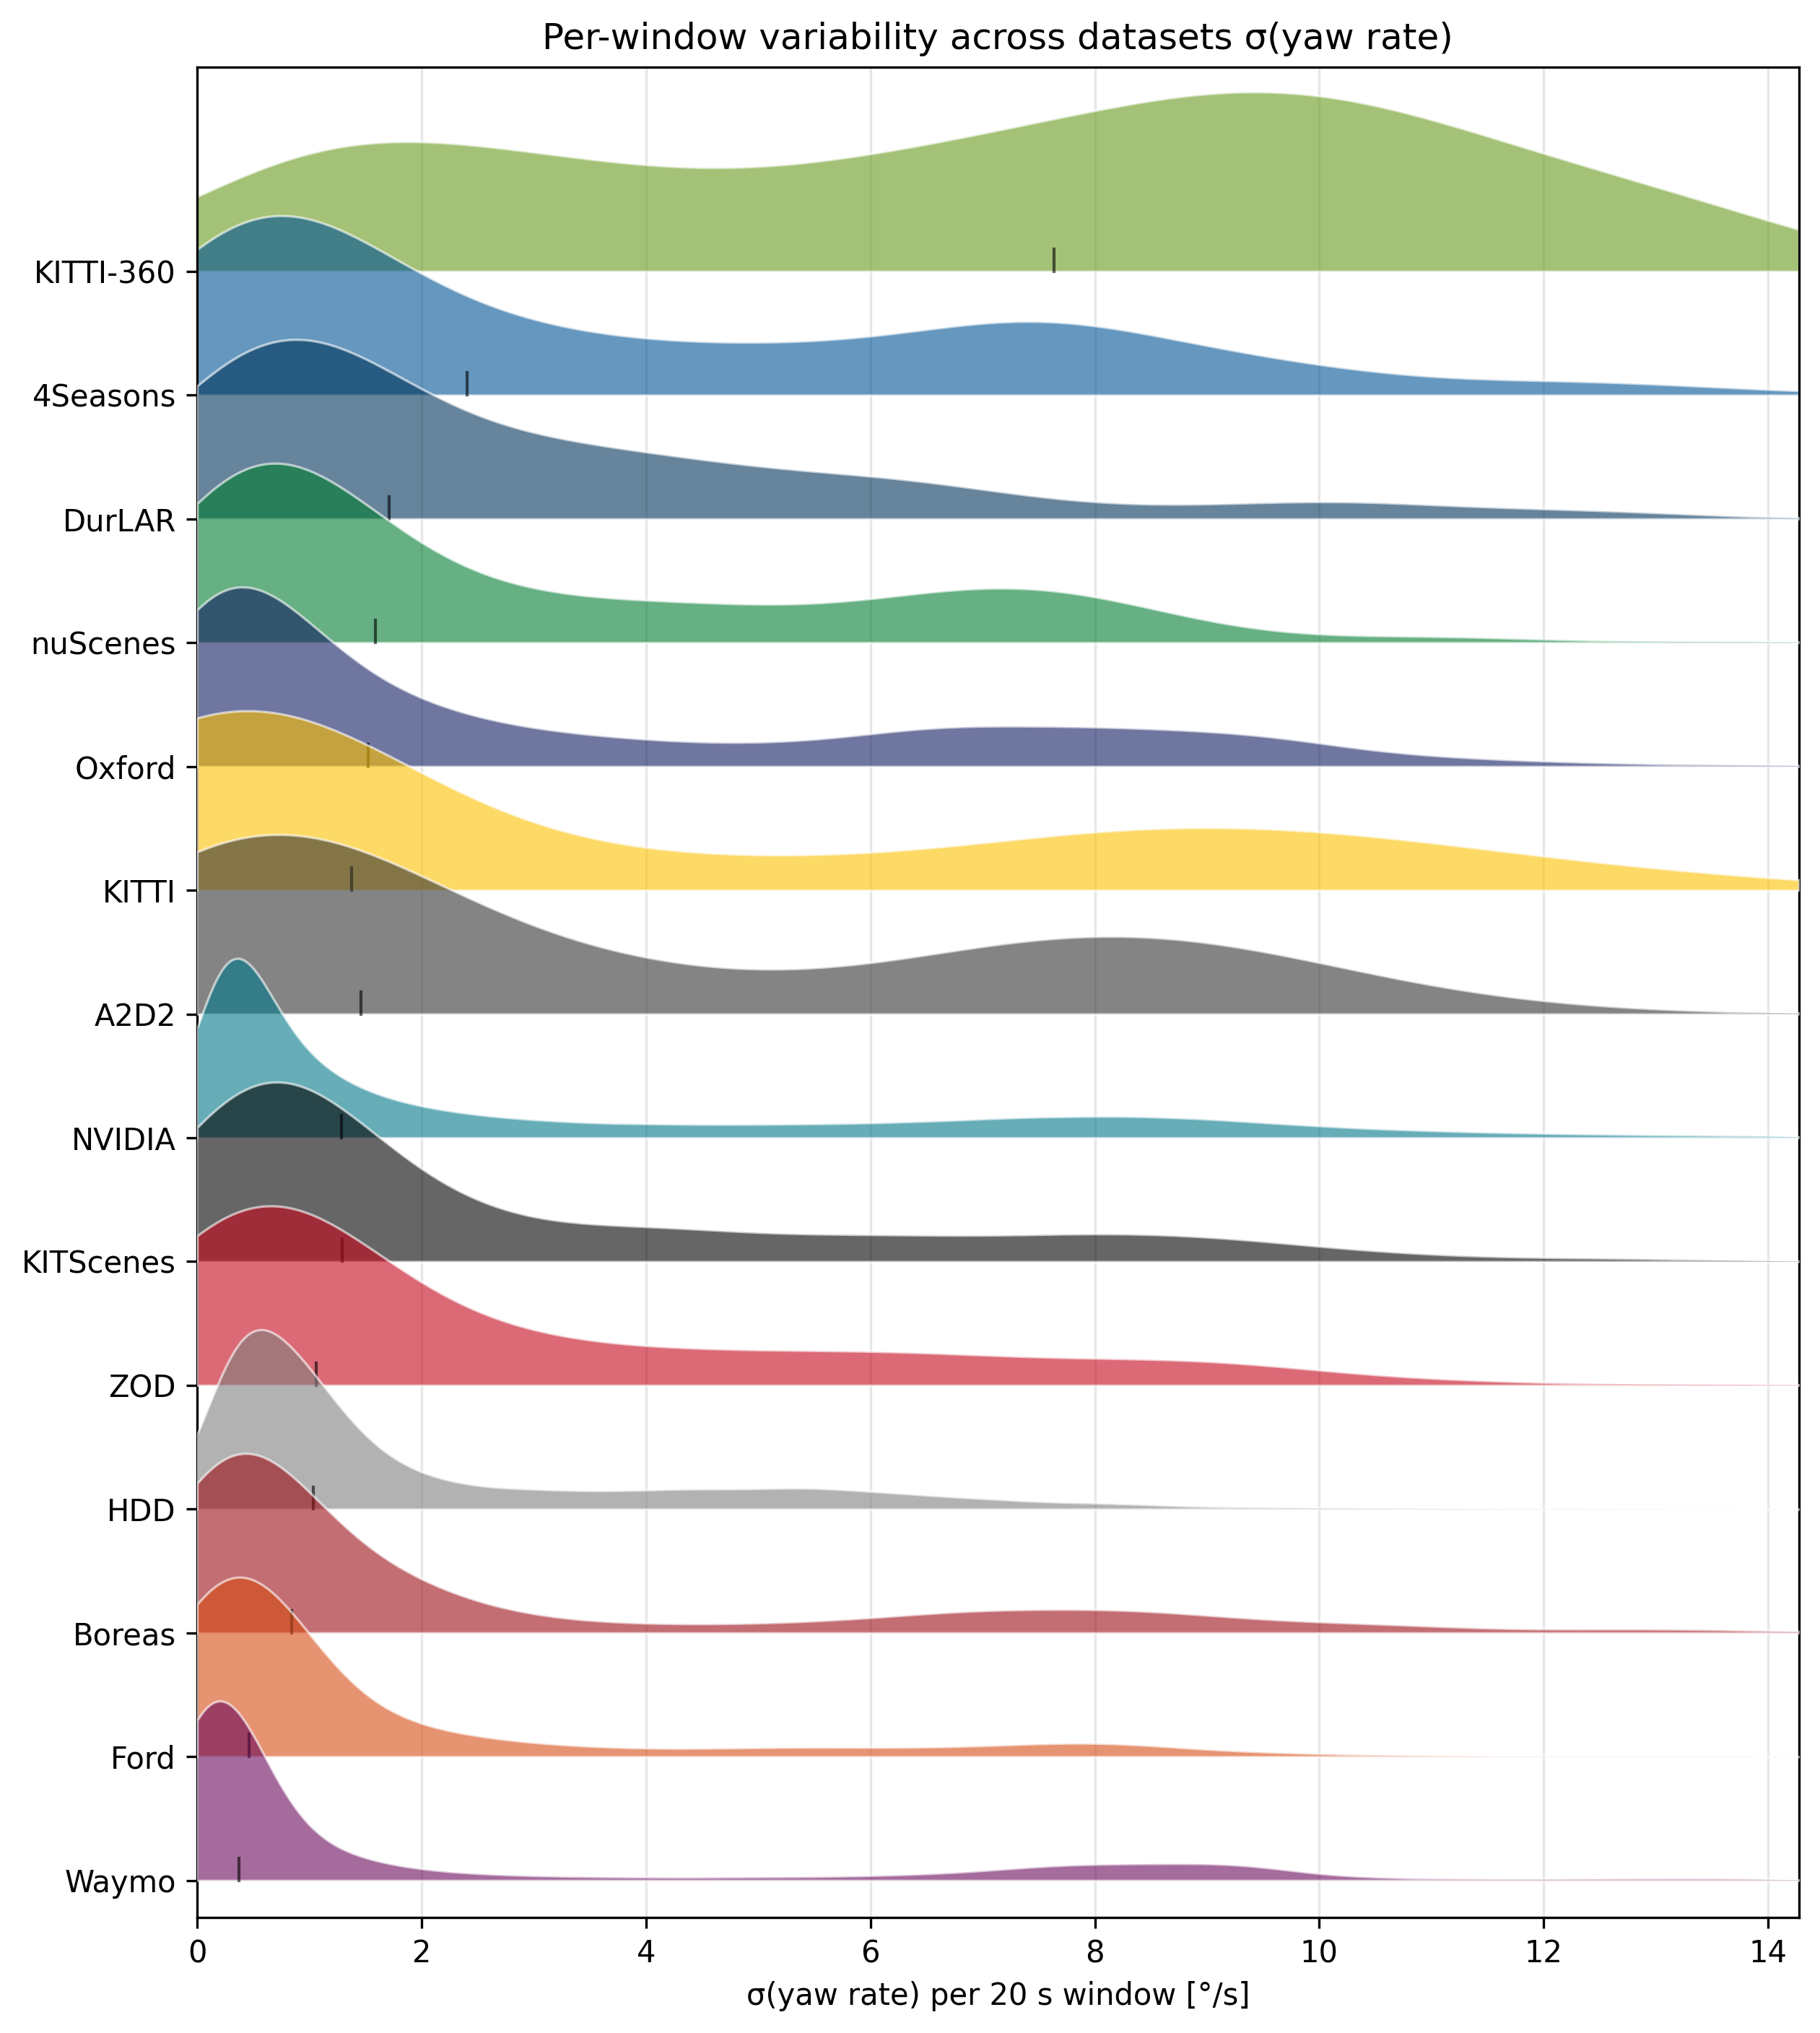 Per-window variability across datasets σ(yaw rate)
KITTI-360
4Seasons
DurLAR
nuScenes
Oxford
KITTI
A2D2
NVIDIA
KITScenes
ZOD
HDD
Boreas
Ford
Waymo
0 2 4 6 8 10 12 14
σ(yaw rate) per 20 s window [°/s]